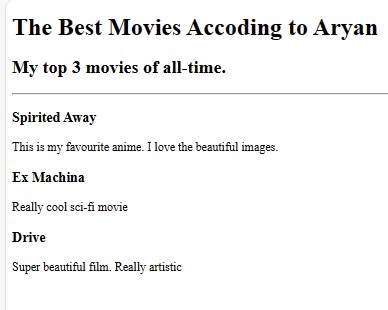 The Best Movies Accoding to Aryan
My top 3 movies of all-time.
Spirited Away
This is my favourite anime. I love the beautiful images.
Ex Machina
Really cool sci-fi movie
Drive
Super beautiful film. Really artistic